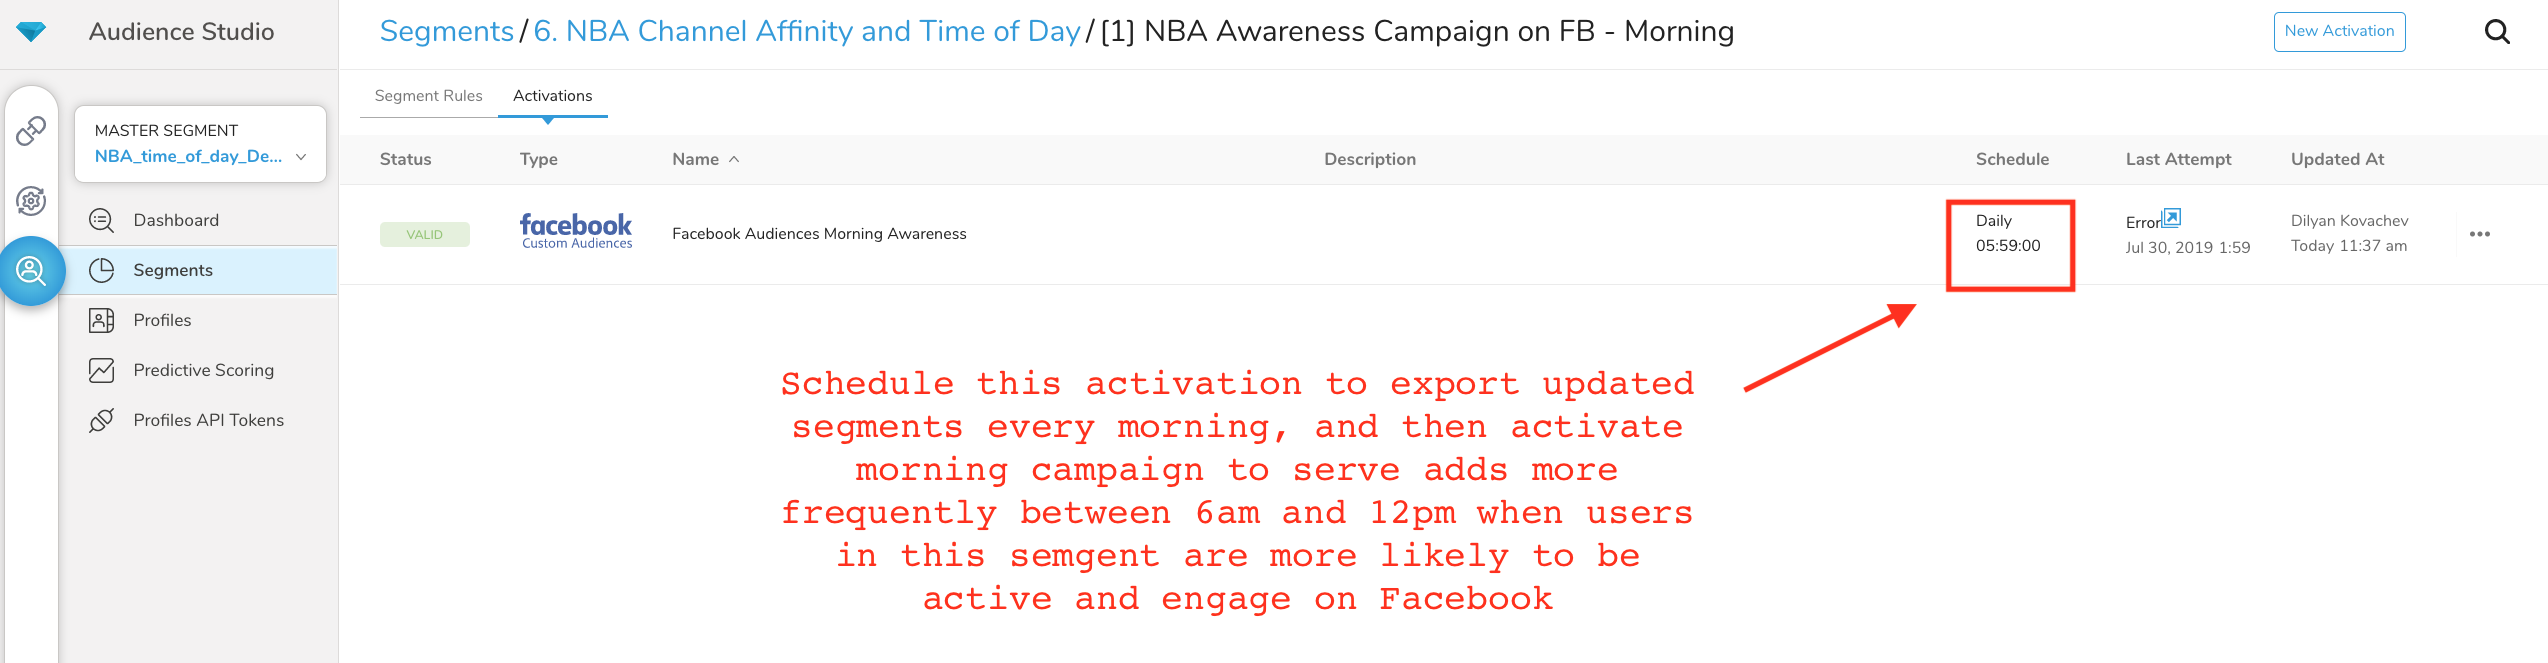 Audience Studio
Segments / 6. NBA Channel Affinity and Time of Day / [1] NBA Awareness Campaign on FB - Morning
New Activation
MASTER SEGMENT
NBA_time_of_day_De...
Dashboard
Segments
Profiles
Predictive Scoring
Profiles API Tokens
Segment Rules Activations
Status Type Name Description Schedule Last Attempt Updated At
VALID
facebook
Custom Audiences
Facebook Audiences Morning Awareness
Daily
05:59:00
Error
Jul 30, 2019 1:59
Dilyan Kovachev
Today 11:37 am
Schedule this activation to export updated
segments every morning, and then activate
morning campaign to serve adds more
frequently between 6am and 12pm when users
in this semgent are more likely to be
active and engage on Facebook